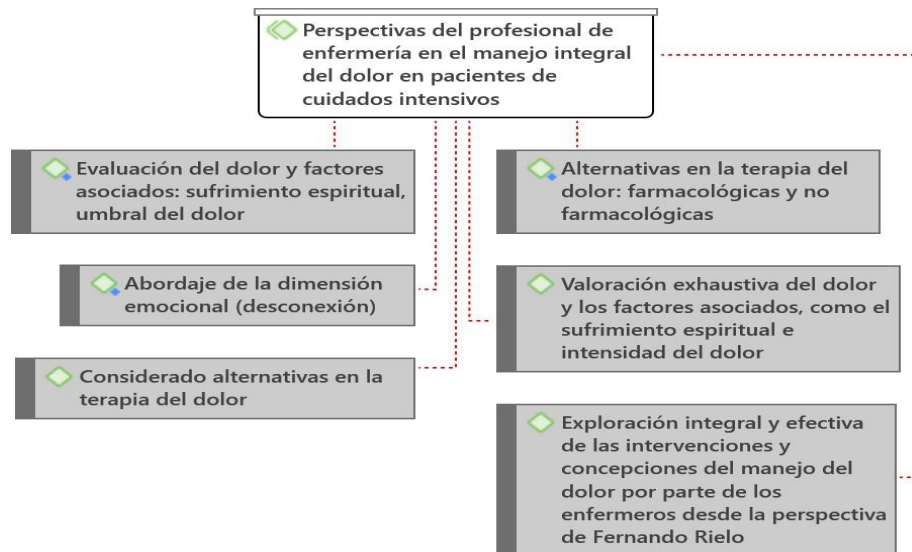 Perspectivas del profesional de
enfermería en el manejo integral
del dolor en pacientes de
cuidados intensivos
Evaluación del dolor y factores
asociados: sufrimiento espiritual,
umbral del dolor
Alternativas en la terapia del
dolor: farmacológicas y no
farmacológicas
Abordaje de la dimensión
emocional (desconexión)
Valoración exhaustiva del dolor
y los factores asociados, como el
sufrimiento espiritual e
intensidad del dolor
Considerado alternativas en la
terapia del dolor
Exploración integral y efectiva
de las intervenciones y
concepciones del manejo del
dolor por parte de los
enfermeros desde la perspectiva
de Fernando Rielo